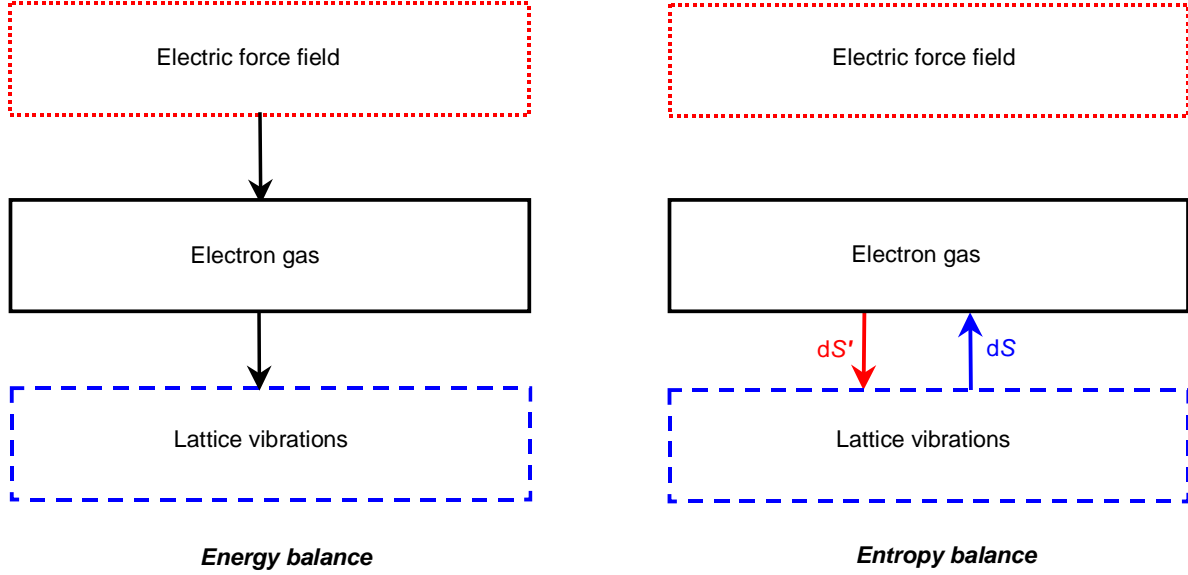 Electric force field
Electric force field
Electron gas
Electron gas
dS' dS
Lattice vibrations
Lattice vibrations
Energy balance
Entropy balance